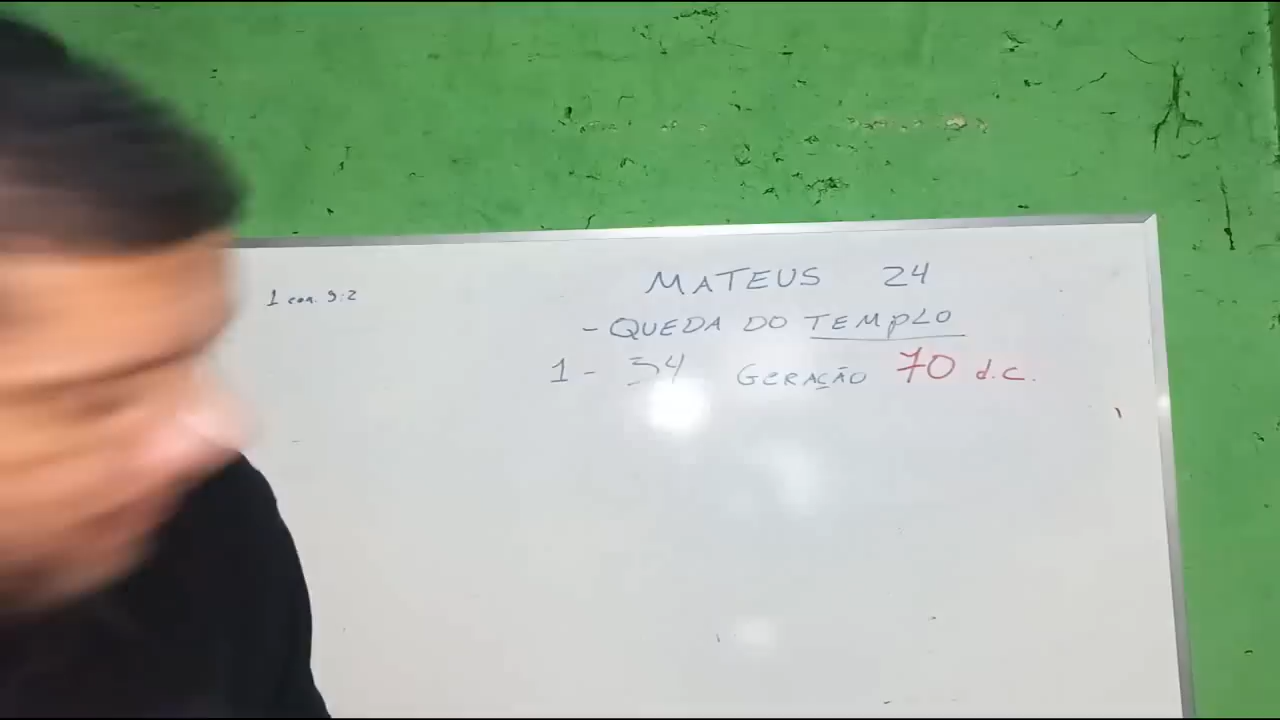 1 cor. 9:2
MATEUS 24
- QUEDA DO TEMPLO
1 - 34 GERAÇÃO 70 d.C.